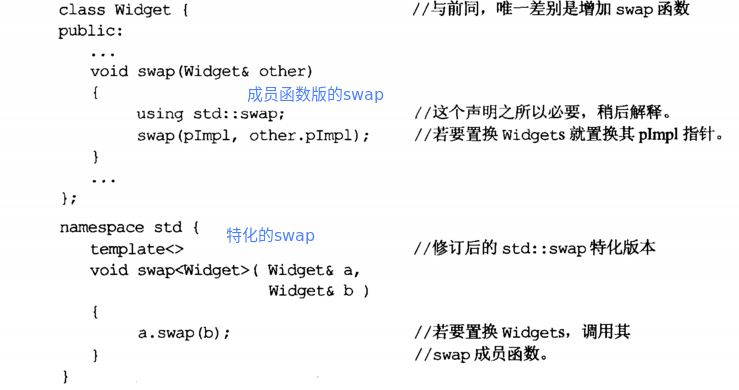 class Widget { //与前同，唯一差别是增加 swap 函数
public:
...
void swap(Widget& other)
{ 成员函数版的swap
using std::swap; //这个声明之所以必要，稍后解释。
swap(pImpl, other.pImpl); //若要置换 Widgets 就置换其 pImpl 指针。
}
...
};
namespace std { 特化的swap
template<> //修订后的 std::swap 特化版本
void swap<Widget>( Widget& a,
Widget& b )
{
a.swap(b); //若要置换 Widgets，调用其
} //swap 成员函数。
}